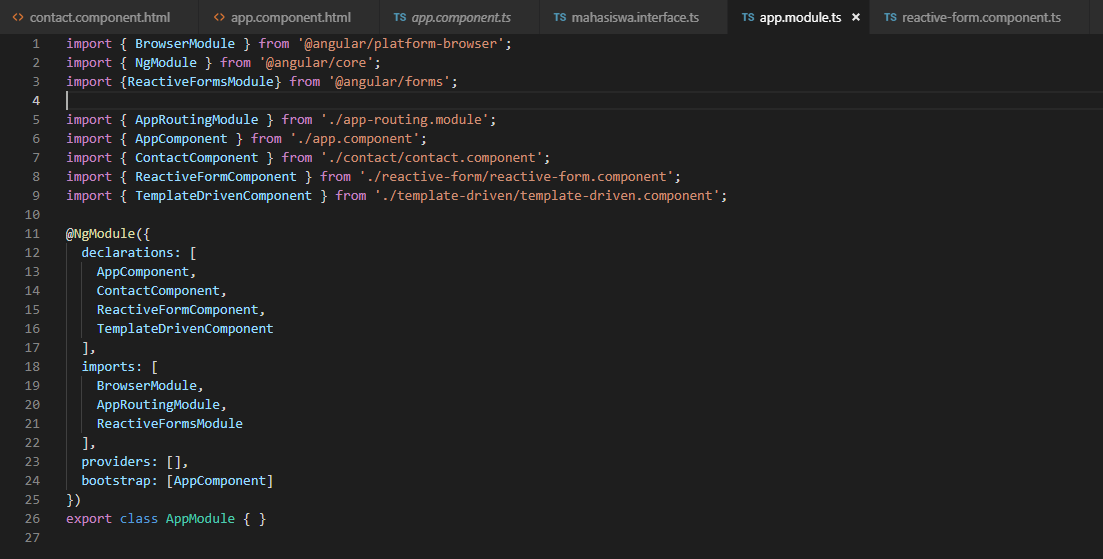 <> contact.component.html <> app.component.html TS app.component.ts TS mahasiswa.interface.ts TS app.module.ts × TS reactive-form.component.ts
1 import { BrowserModule } from '@angular/platform-browser';
2 import { NgModule } from '@angular/core';
3 import {ReactiveFormsModule} from '@angular/forms';
4
5 import { AppRoutingModule } from './app-routing.module';
6 import { AppComponent } from './app.component';
7 import { ContactComponent } from './contact/contact.component';
8 import { ReactiveFormComponent } from './reactive-form/reactive-form.component';
9 import { TemplateDrivenComponent } from './template-driven/template-driven.component';
10
11 @NgModule({
12   declarations: [
13     AppComponent,
14     ContactComponent,
15     ReactiveFormComponent,
16     TemplateDrivenComponent
17   ],
18   imports: [
19     BrowserModule,
20     AppRoutingModule,
21     ReactiveFormsModule
22   ],
23   providers: [],
24   bootstrap: [AppComponent]
25 })
26 export class AppModule { }
27